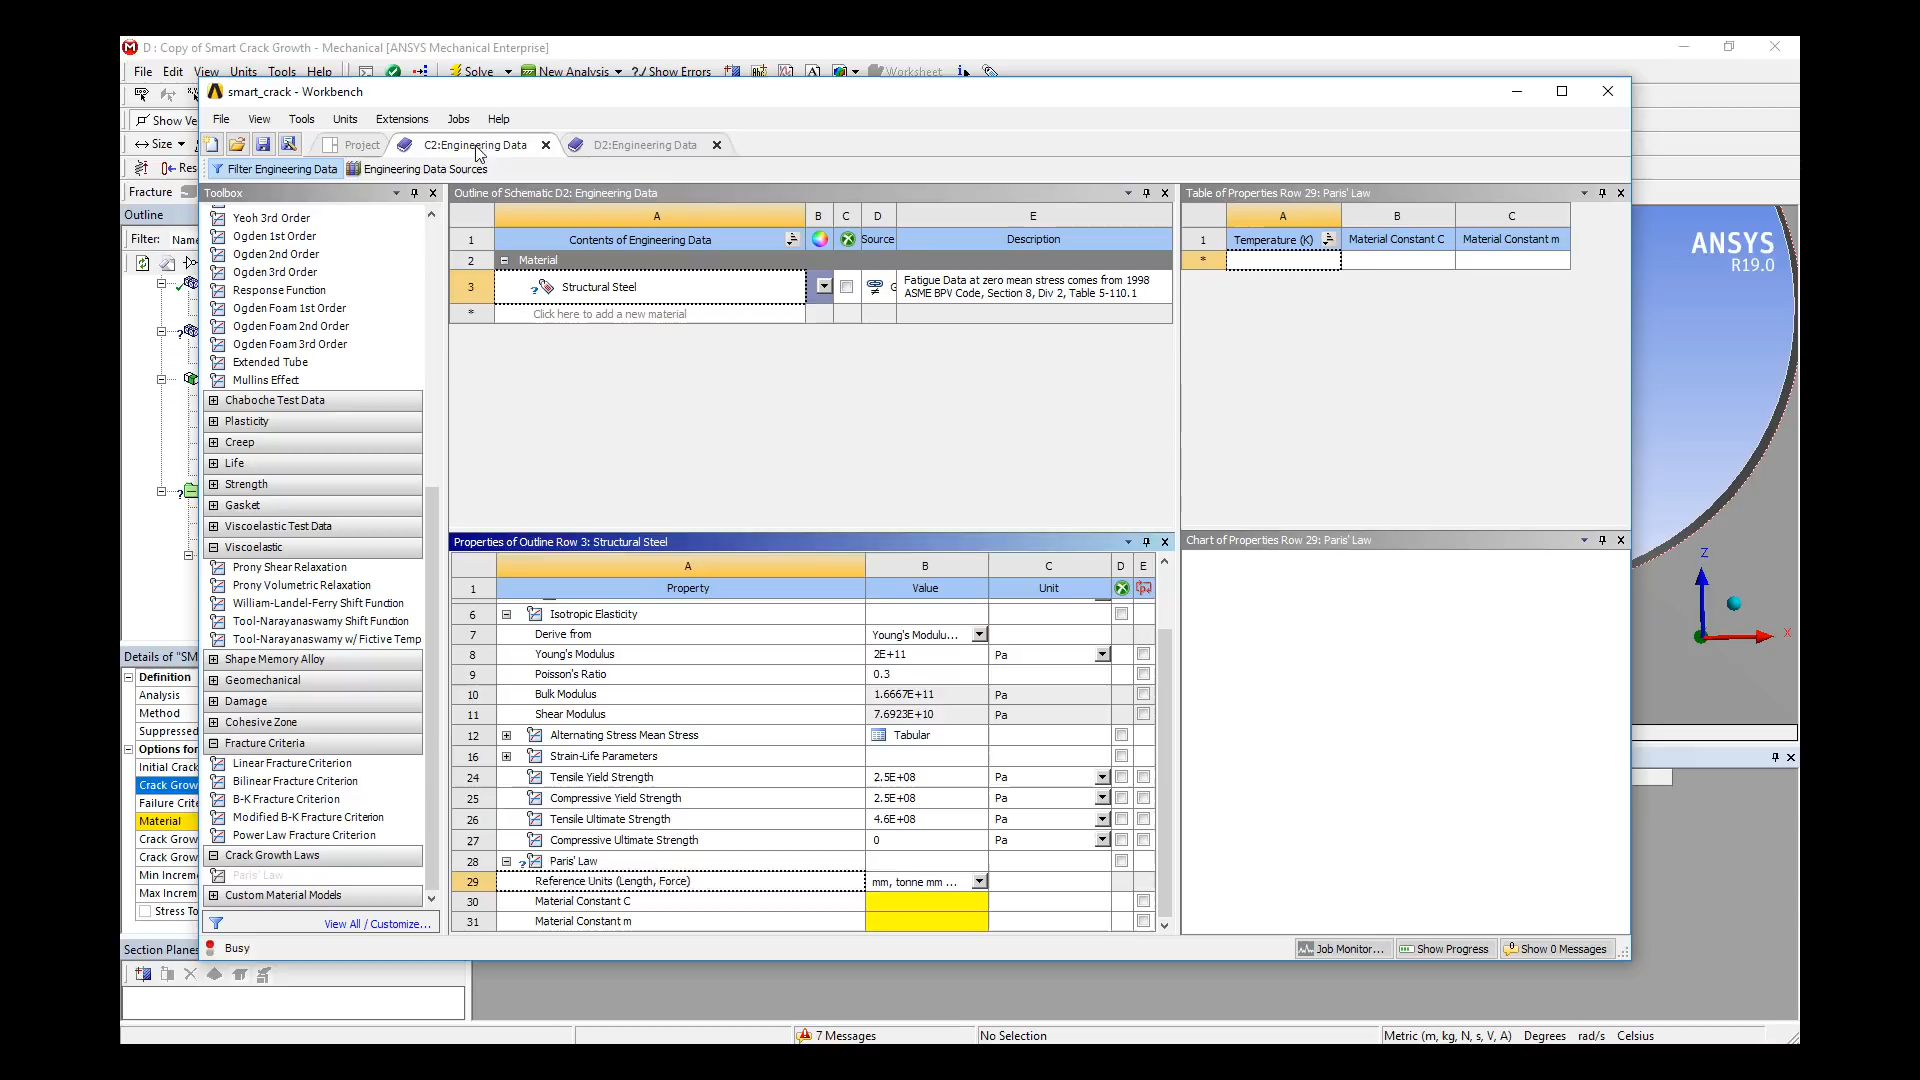 D : Copy of Smart Crack Growth - Mechanical [ANSYS Mechanical Enterprise]
File Edit View Units Tools Help Solve New Analysis ?/ Show Errors Worksheet
smart_crack - Workbench
File View Tools Units Extensions Jobs Help
Show Ve
Size
Project C2:Engineering Data D2:Engineering Data
Res
Filter Engineering Data Engineering Data Sources
Fracture
Outline
Filter: Name
Toolbox
Yeoh 3rd Order
Ogden 1st Order
Ogden 2nd Order
Ogden 3rd Order
Response Function
Ogden Foam 1st Order
Ogden Foam 2nd Order
Ogden Foam 3rd Order
Extended Tube
Mullins Effect
Chaboche Test Data
Plasticity
Creep
Life
Strength
Gasket
Viscoelastic Test Data
Viscoelastic
Prony Shear Relaxation
Prony Volumetric Relaxation
William-Landel-Ferry Shift Function
Tool-Narayanaswamy Shift Function
Tool-Narayanaswamy w/ Fictive Temp
Shape Memory Alloy
Geomechanical
Damage
Cohesive Zone
Fracture Criteria
Linear Fracture Criterion
Bilinear Fracture Criterion
B-K Fracture Criterion
Modified B-K Fracture Criterion
Power Law Fracture Criterion
Crack Growth Laws
Paris' Law
Custom Material Models
View All / Customize...
Busy
Outline of Schematic D2: Engineering Data
A B C D E
1 Contents of Engineering Data Source Description
2 Material
3 Structural Steel Fatigue Data at zero mean stress comes from 1998
ASME BPV Code, Section 8, Div 2, Table 5-110.1
* Click here to add a new material
Table of Properties Row 29: Paris' Law
A B C
1 Temperature (K) Material Constant C Material Constant m
*
ANSYS
R19.0
Properties of Outline Row 3: Structural Steel
A B C D E
1 Property Value Unit
6 Isotropic Elasticity
7 Derive from Young's Modulu...
8 Young's Modulus 2E+11 Pa
9 Poisson's Ratio 0.3
10 Bulk Modulus 1.6667E+11 Pa
11 Shear Modulus 7.6923E+10 Pa
12 Alternating Stress Mean Stress Tabular
16 Strain-Life Parameters
24 Tensile Yield Strength 2.5E+08 Pa
25 Compressive Yield Strength 2.5E+08 Pa
26 Tensile Ultimate Strength 4.6E+08 Pa
27 Compressive Ultimate Strength 0 Pa
28 Paris' Law
29 Reference Units (Length, Force) mm, tonne mm ...
30 Material Constant C
31 Material Constant m
Chart of Properties Row 29: Paris' Law
Z
X
Details of "SM
Definition
Analysis
Method
Suppressed
Options for
Initial Crack
Crack Grow
Failure Crite
Material
Crack Grow
Crack Grow
Min Increm
Max Increm
Stress To
Section Planes
Job Monitor... Show Progress Show 0 Messages
7 Messages No Selection Metric (m, kg, N, s, V, A) Degrees rad/s Celsius